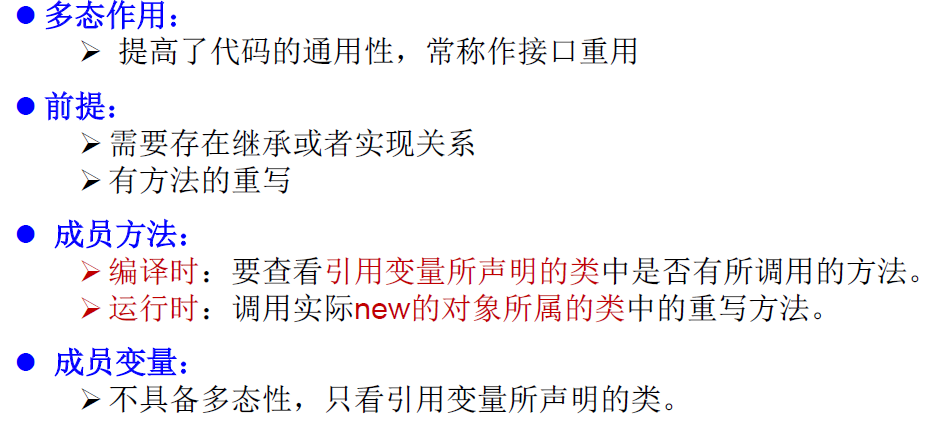 ● 多态作用：
➢ 提高了代码的通用性，常称作接口重用
● 前提：
➢ 需要存在继承或者实现关系
➢ 有方法的重写
● 成员方法：
➢ 编译时：要查看引用变量所声明的类中是否有所调用的方法。
➢ 运行时：调用实际new的对象所属的类中的重写方法。
● 成员变量：
➢ 不具备多态性，只看引用变量所声明的类。